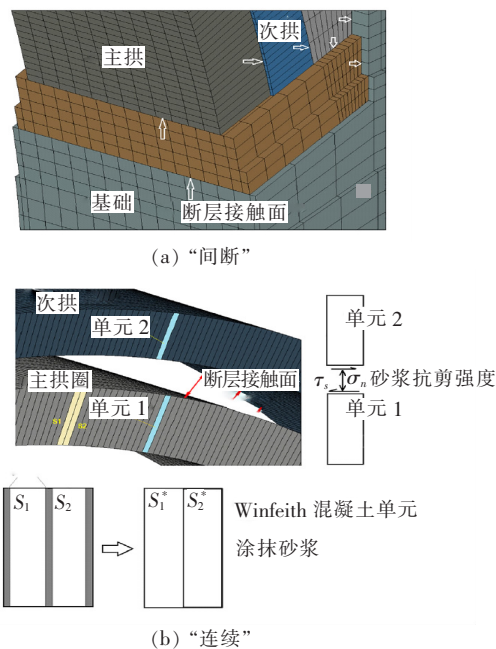 主拱
次拱
基础
断层接触面
(a) “间断”
次拱
单元 2
主拱圈
单元 1
断层接触面
S1
S2
单元 2
τs
σn
砂浆抗剪强度
单元 1
S1
S2
S1*
S2*
Winfeith 混凝土单元
涂抹砂浆
(b) “连续”